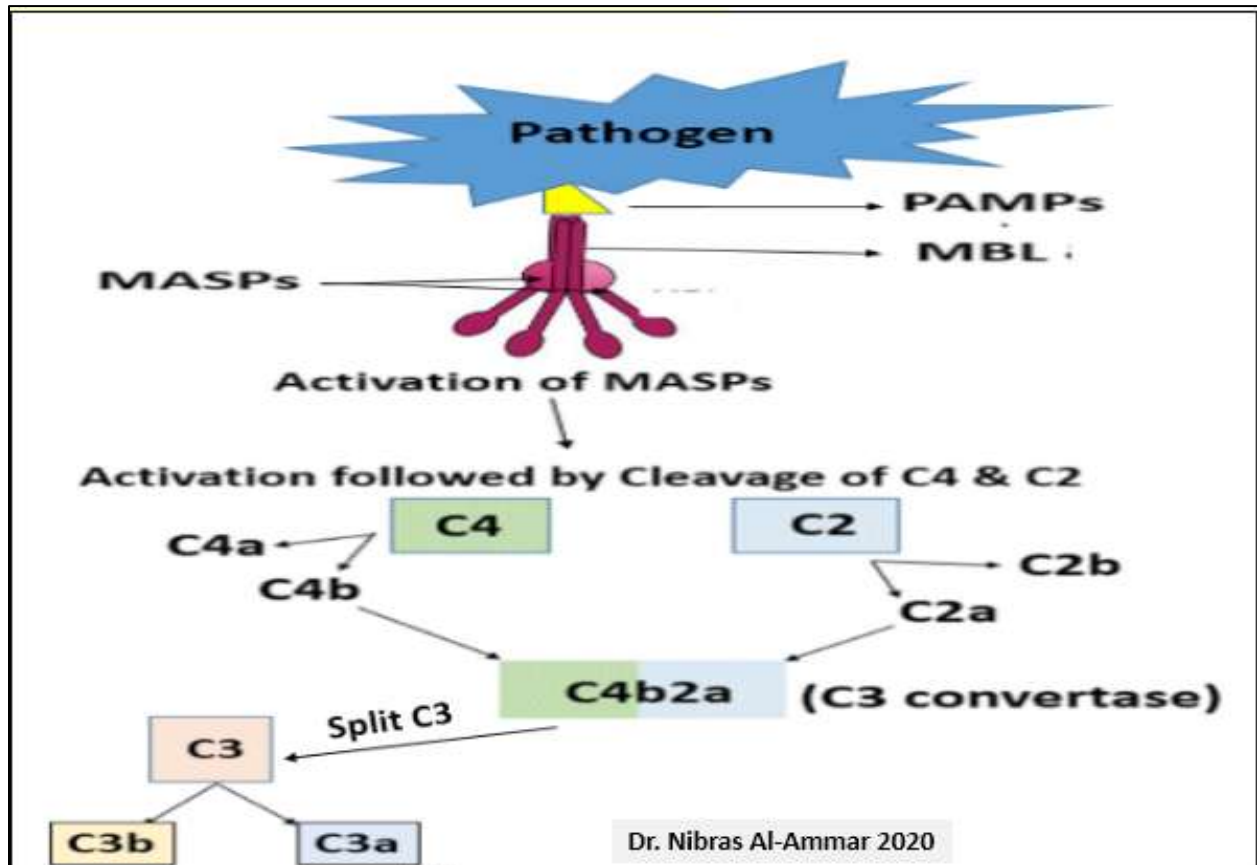 Pathogen
PAMPs
MBL
MASPs
Activation of MASPs
Activation followed by Cleavage of C4 & C2
C4
C2
C4a
C2b
C4b
C2a
C4b2a (C3 convertase)
Split C3
C3
C3b
C3a
Dr. Nibras Al-Ammar 2020